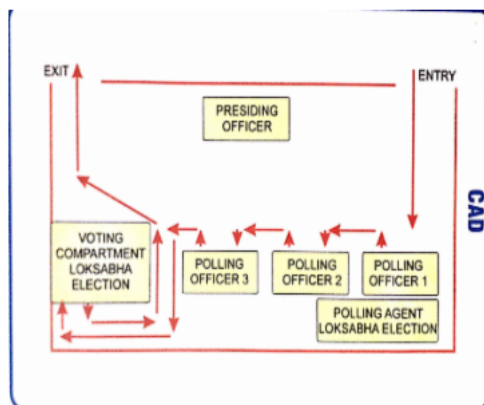 EXIT
ENTRY
PRESIDING
OFFICER
CAD
VOTING
COMPARTMENT
LOKSABHA
ELECTION
POLLING
OFFICER 3
POLLING
OFFICER 2
POLLING
OFFICER 1
POLLING AGENT
LOKSABHA ELECTION